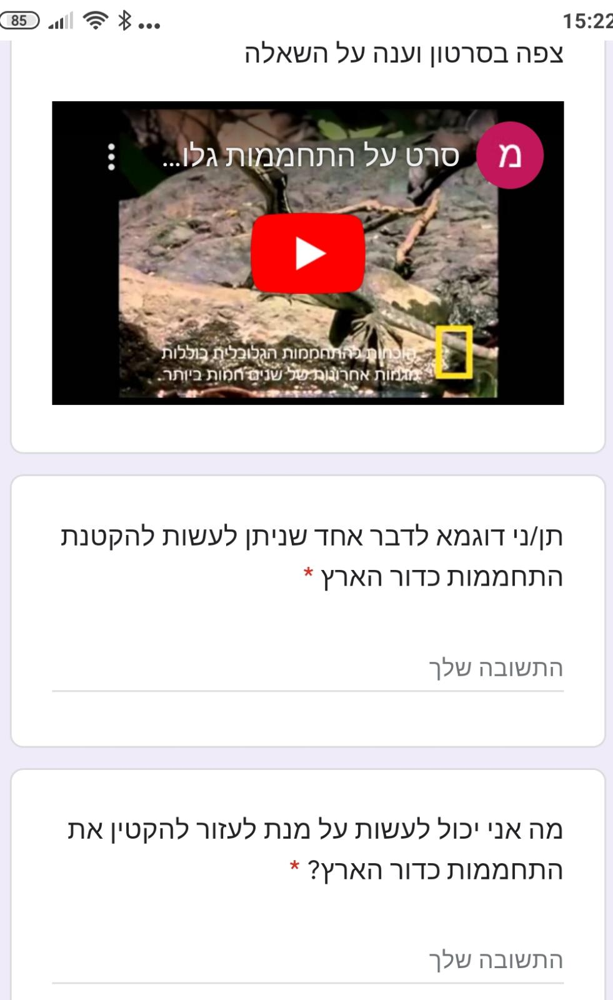 85
15:22
צפה בסרטון וענה על השאלה
מ
סרט על התחממות גלו...
הוכחות להתחממות הגלובלית כוללות
מגמות אחרונות של שנים חמות ביותר.
תן/ני דוגמא לדבר אחד שניתן לעשות להקטנת
התחממות כדור הארץ *
התשובה שלך
מה אני יכול לעשות על מנת לעזור להקטין את
התחממות כדור הארץ? *
התשובה שלך